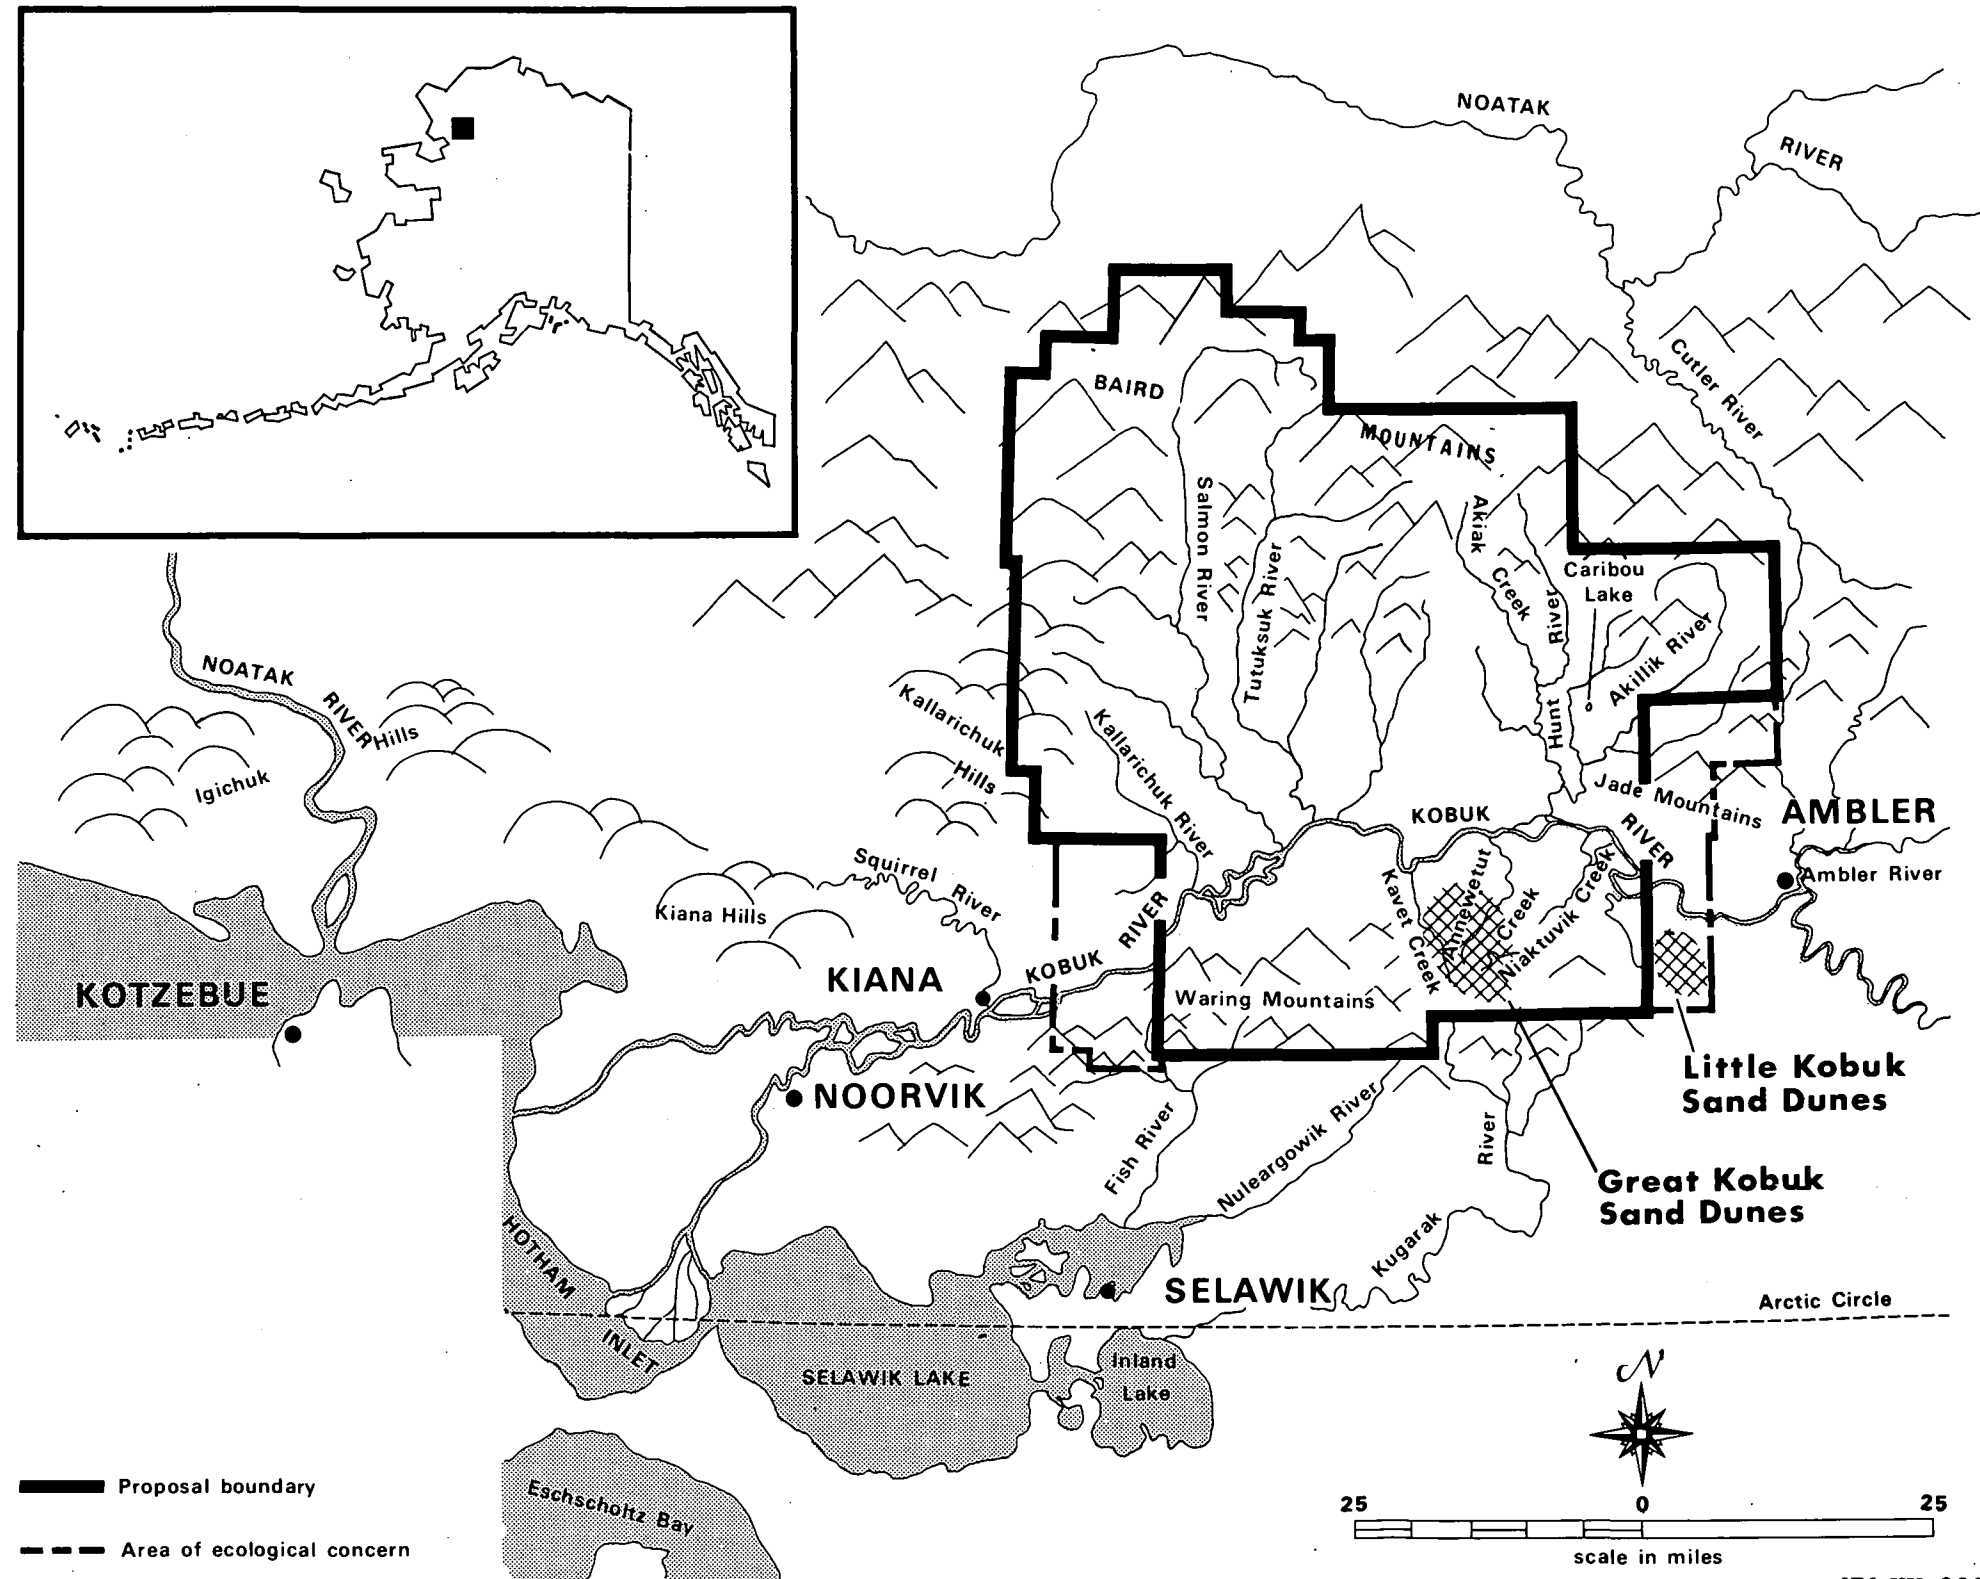 NOATAK
RIVER
Cutler River
BAIRD
MOUNTAINS
Salmon River
Tutuksuk River
Akiak
Creek
Hunt River
Caribou
Lake
Akillik River
NOATAK
RIVER
Hills
Igichuk
Kallarichuk
Hills
Kallarichuk River
Jade Mountains
AMBLER
Ambler River
KOBUK
RIVER
Squirrel River
Kiana Hills
KIANA
KOBUK
RIVER
Kavet Creek
Annewetut
Creek
Niaktuvik Creek
Waring Mountains
KOTZEBUE
NOORVIK
Little Kobuk
Sand Dunes
Great Kobuk
Sand Dunes
Fish River
Nuleargowik River
River
Kugarak
HOTHAM
INLET
SELAWIK
Arctic Circle
SELAWIK LAKE
Inland
Lake
Eschscholtz Bay
N
Proposal boundary
Area of ecological concern
25 0 25
scale in miles